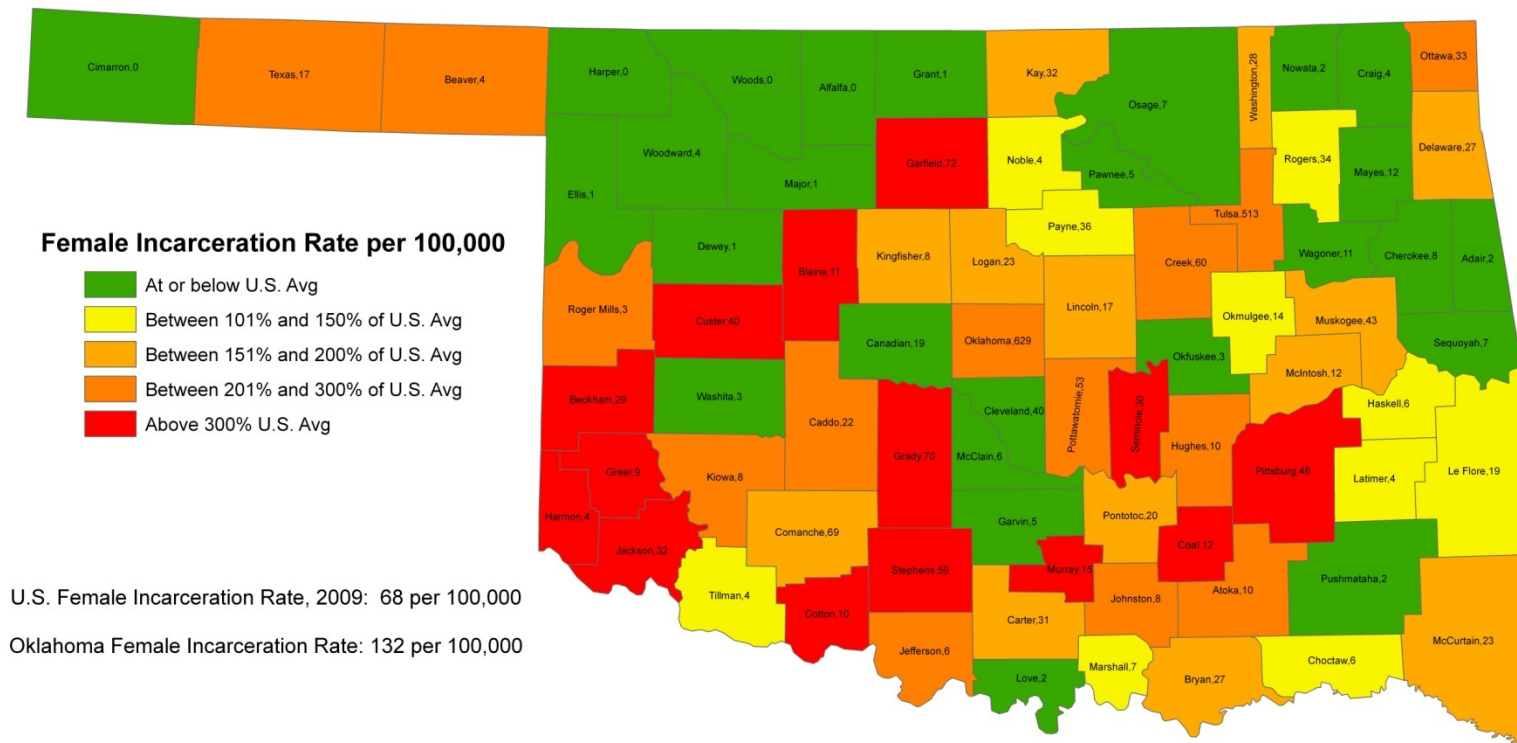 Cimarron,0
Texas,17
Beaver,4
Harper,0
Woods,0
Alfalfa,0
Grant,1
Kay,32
Osage,7
Washington,28
Nowata,2
Craig,4
Ottawa,33
Woodward,4
Ellis,1
Major,1
Garfield,72
Noble,4
Pawnee,5
Rogers,34
Mayes,12
Delaware,27
Female Incarceration Rate per 100,000
At or below U.S. Avg
Between 101% and 150% of U.S. Avg
Between 151% and 200% of U.S. Avg
Between 201% and 300% of U.S. Avg
Above 300% U.S. Avg
Dewey,1
Blaine,11
Kingfisher,8
Logan,23
Payne,36
Tulsa,513
Creek,60
Wagoner,11
Cherokee,8
Adair,2
Roger Mills,3
Custer,40
Canadian,19
Oklahoma,629
Lincoln,17
Okmulgee,14
Muskogee,43
Sequoyah,7
Okfuskee,3
McIntosh,12
Beckham,29
Washita,3
Caddo,22
Grady,70
Cleveland,40
McClain,6
Pottawatomie,53
Seminole,30
Hughes,10
Pittsburg,46
Haskell,6
Latimer,4
Le Flore,19
Greer,9
Kiowa,8
Harmon,4
Jackson,32
Comanche,69
Garvin,5
Pontotoc,20
Coal,12
Stephens,59
Murray,15
Pushmataha,2
Tillman,4
Cotton,10
Carter,31
Johnston,8
Atoka,10
McCurtain,23
Jefferson,6
Love,2
Marshall,7
Bryan,27
Choctaw,6
U.S. Female Incarceration Rate, 2009: 68 per 100,000
Oklahoma Female Incarceration Rate: 132 per 100,000